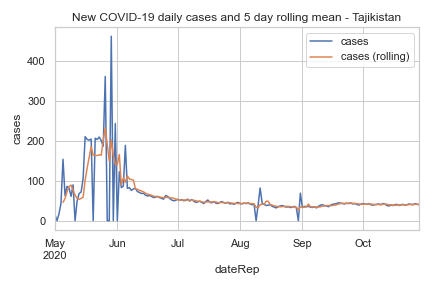 New COVID-19 daily cases and 5 day rolling mean - Tajikistan
cases
cases (rolling)
cases
400
300
200
100
0
May Jun Jul Aug Sep Oct
2020
dateRep